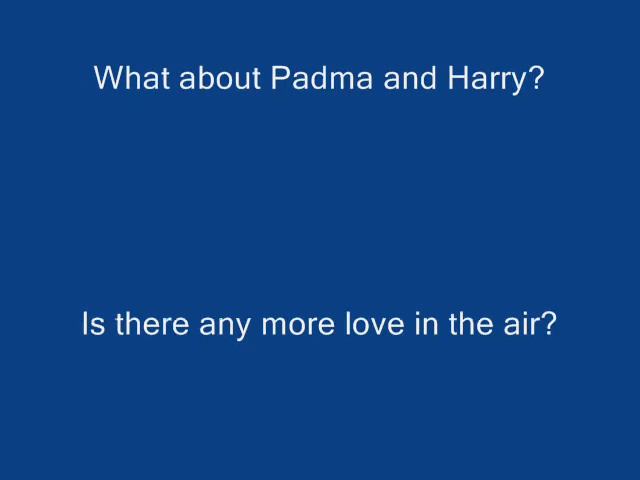 What about Padma and Harry?
Is there any more love in the air?